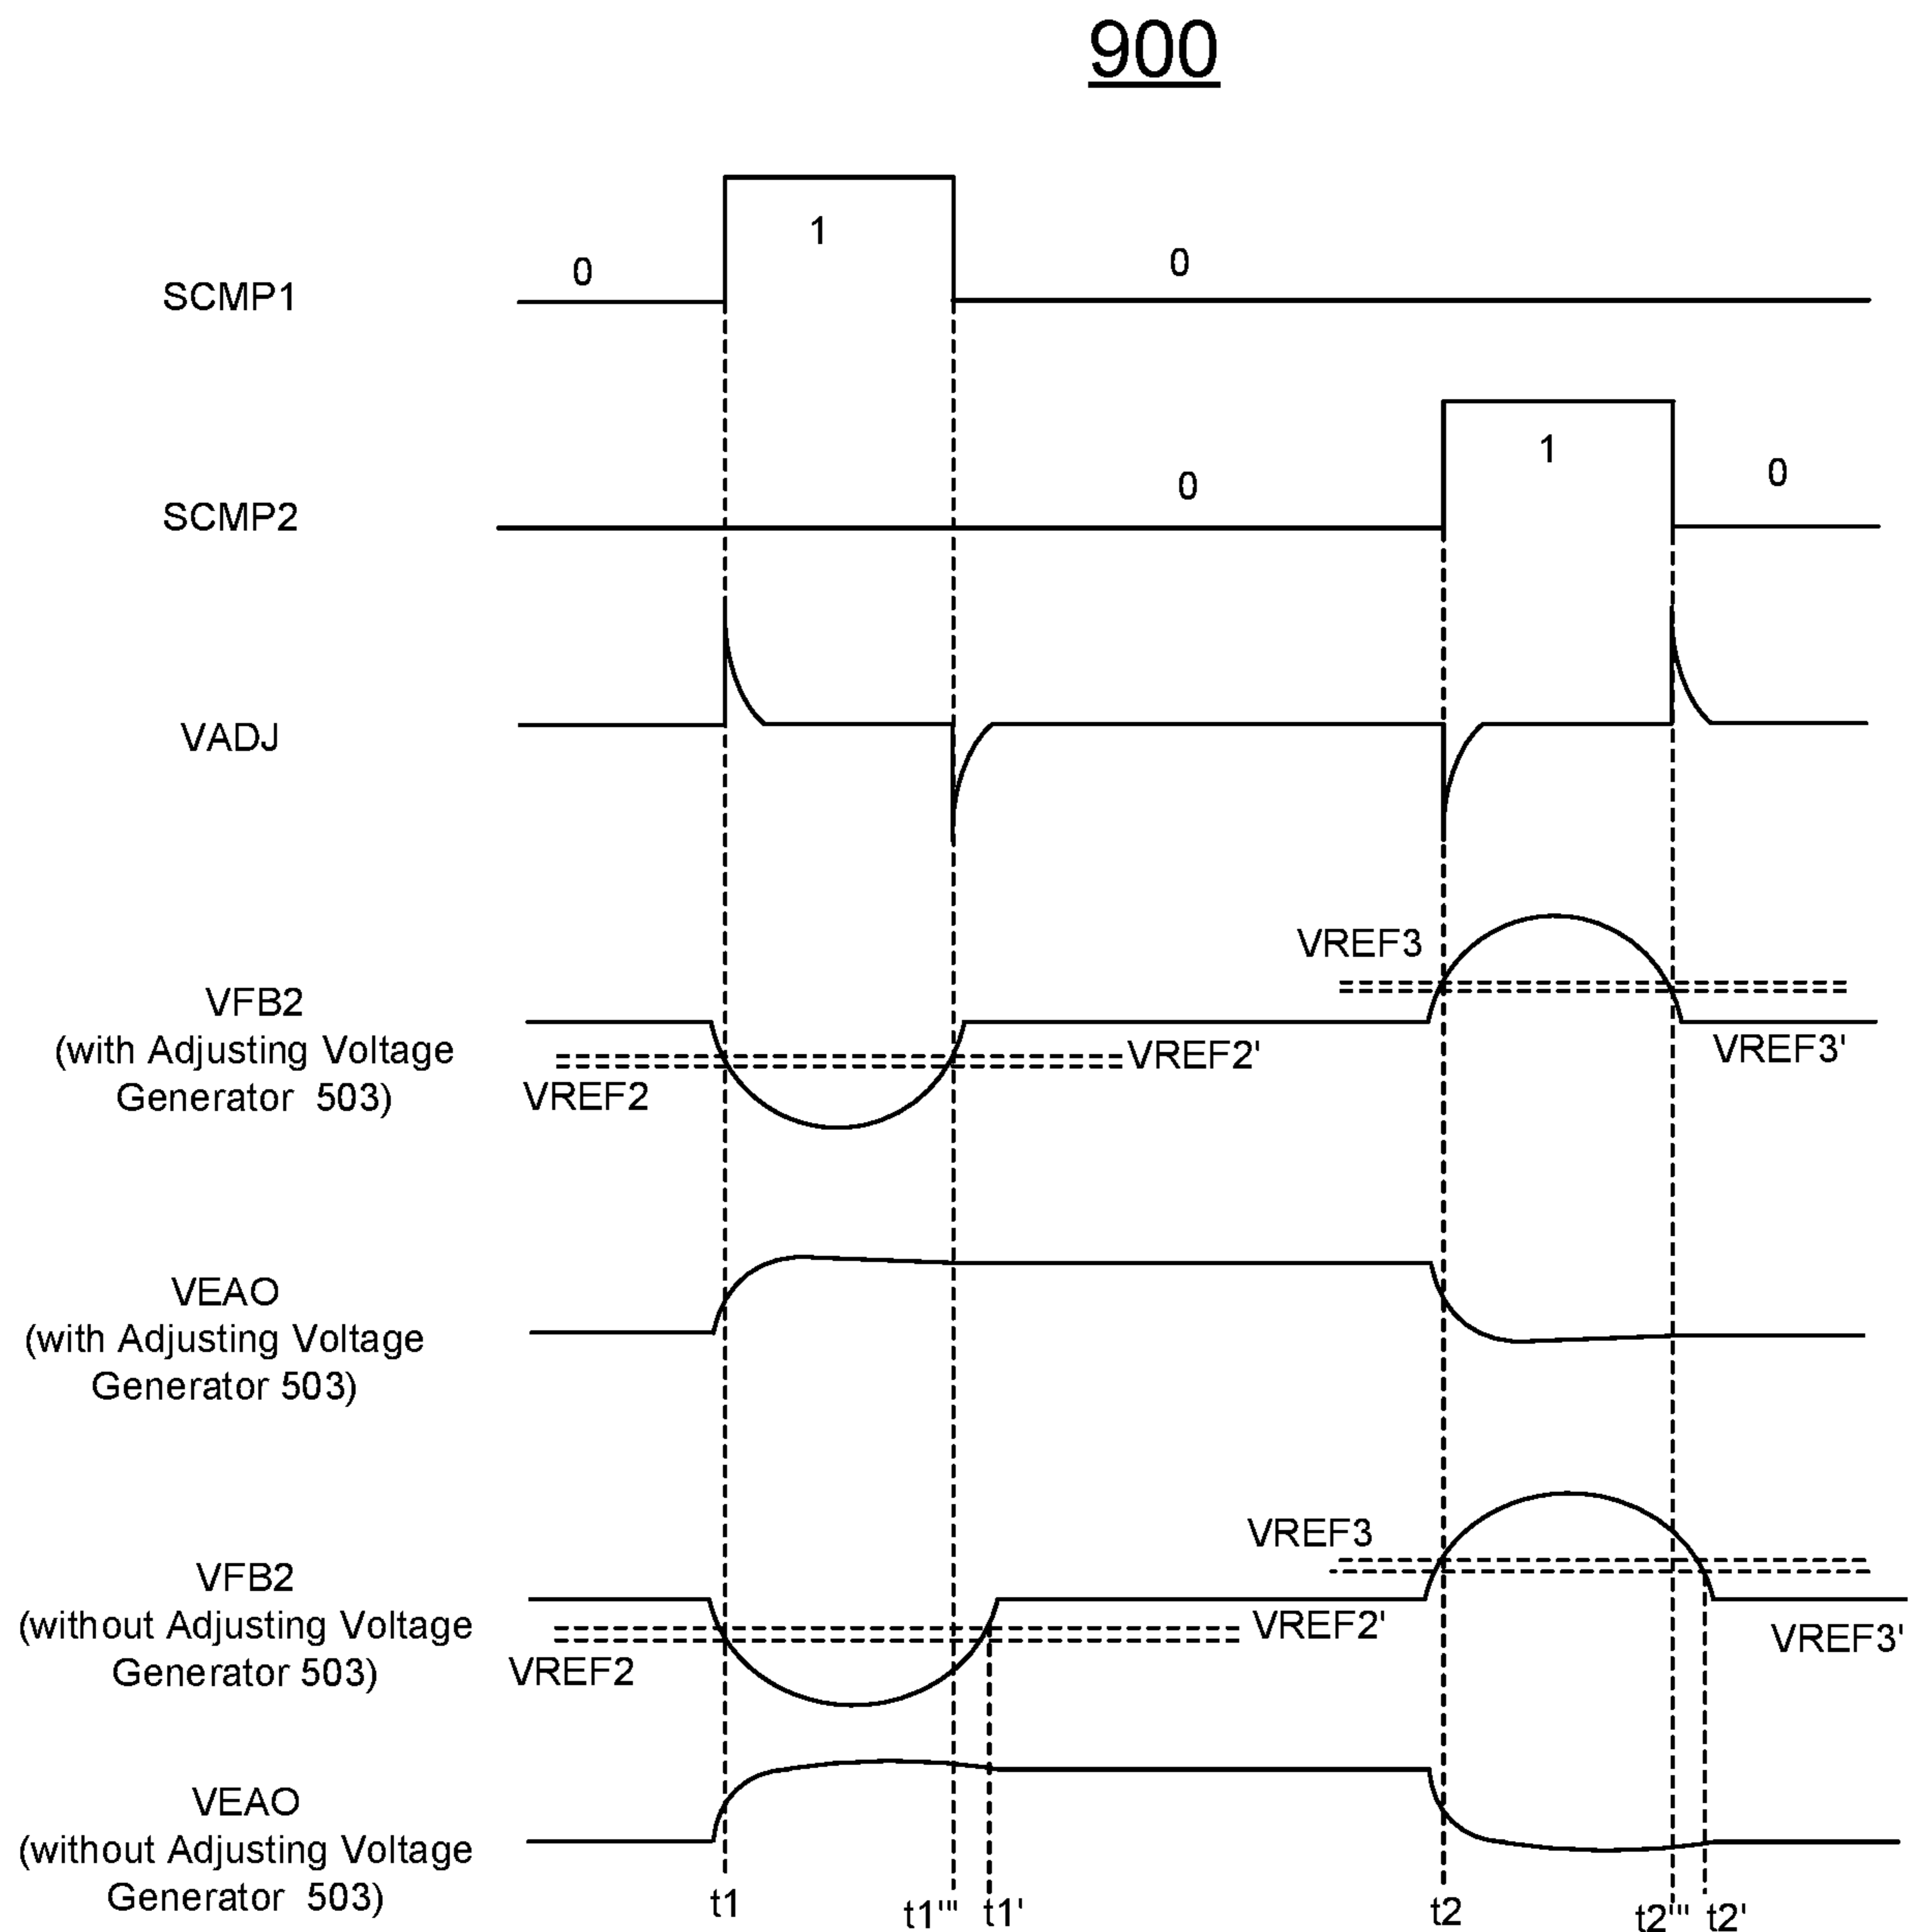 900
1
0
0
SCMP1
1
0
0
SCMP2
VADJ
VREF3
VFB2
(with Adjusting Voltage
Generator 503)
VREF2
VREF2'
VREF3'
VEAO
(with Adjusting Voltage
Generator 503)
VREF3
VFB2
(without Adjusting Voltage
Generator 503)
VREF2
VREF2'
VREF3'
VEAO
(without Adjusting Voltage
Generator 503)
t1
t1'''
t1'
t2
t2'''
t2'